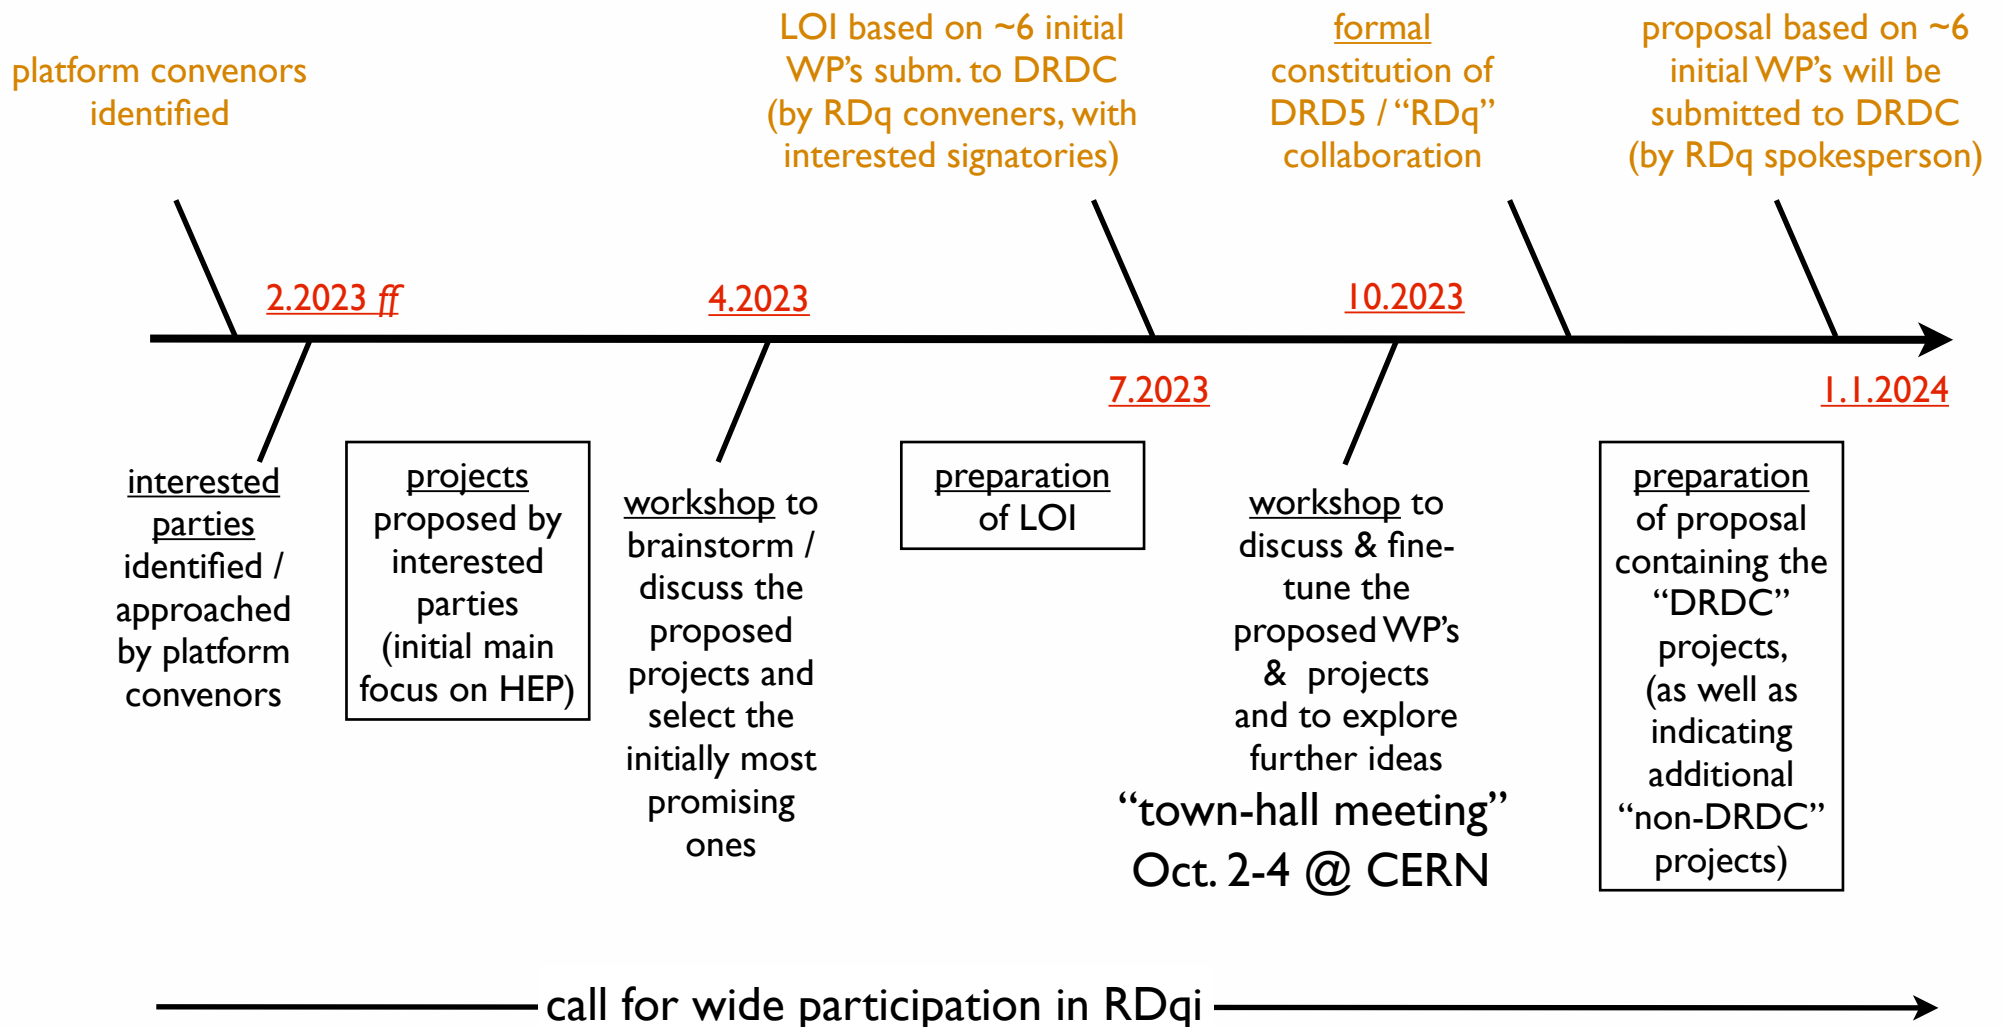 platform convenors
identified
LOI based on ~6 initial
WP's subm. to DRDC
(by RDq conveners, with
interested signatories)
formal
constitution of
DRD5 / “RDq”
collaboration
proposal based on ~6
initial WP's will be
submitted to DRDC
(by RDq spokesperson)
2.2023 ff
4.2023
10.2023
7.2023
1.1.2024
interested
parties
identified /
approached
by platform
convenors
projects
proposed by
interested
parties
(initial main
focus on HEP)
workshop to
brainstorm /
discuss the
proposed
projects and
select the
initially most
promising
ones
preparation
of LOI
workshop to
discuss & fine-
tune the
proposed WP's
& projects
and to explore
further ideas
“town-hall meeting”
Oct. 2-4 @ CERN
preparation
of proposal
containing the
“DRDC”
projects,
(as well as
indicating
additional
“non-DRDC”
projects)
call for wide participation in RDqi